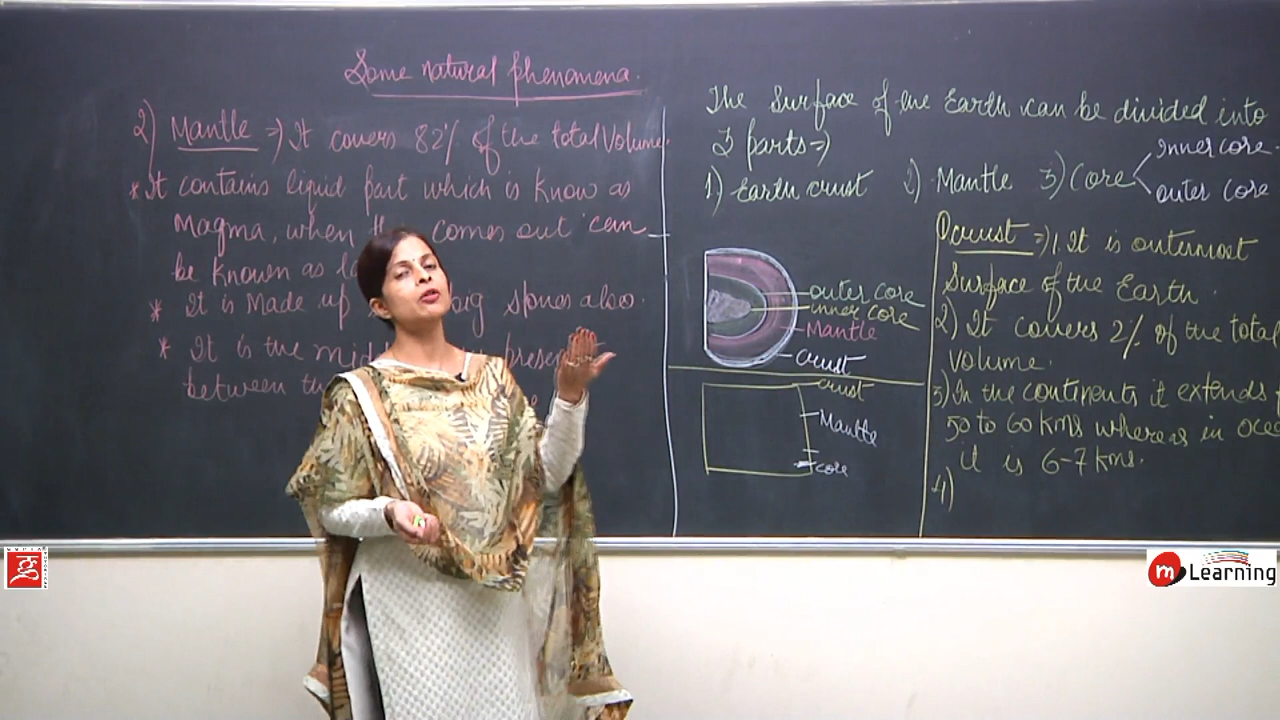 Some natural phenomena.
2) Mantle => It covers 82% of the total Volume.
* It contains liquid part which is know as
Magma, when comes out can
be known as
* It is Made up big stones also.
* It is the
between
The Surface of the Earth can be divided into
3 parts =>
1) Earth crust 2) Mantle 3) Core
inner core.
outer core
outer core
inner core
Mantle
crust
crust
Mantle
core
① crust => 1. It is outermost
Surface of the Earth.
2) It covers 2% of the total
Volume.
3) In the continents it extends
50 to 60 kms whereas in
it is 6-7 kms.
4)
GUPTA TUTORIALS
m Learning